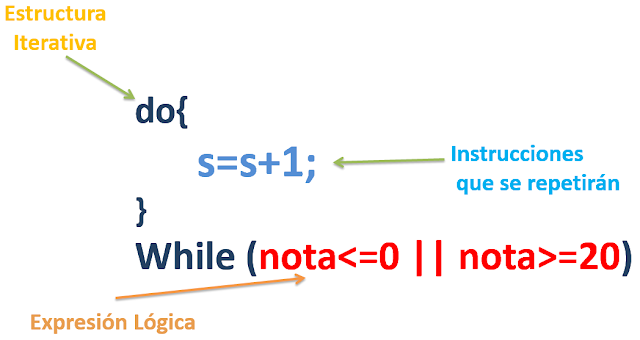 Estructura
Iterativa
do{
s=s+1;
Instrucciones
que se repetirán
}
While (nota<=0 || nota>=20)
Expresión Lógica